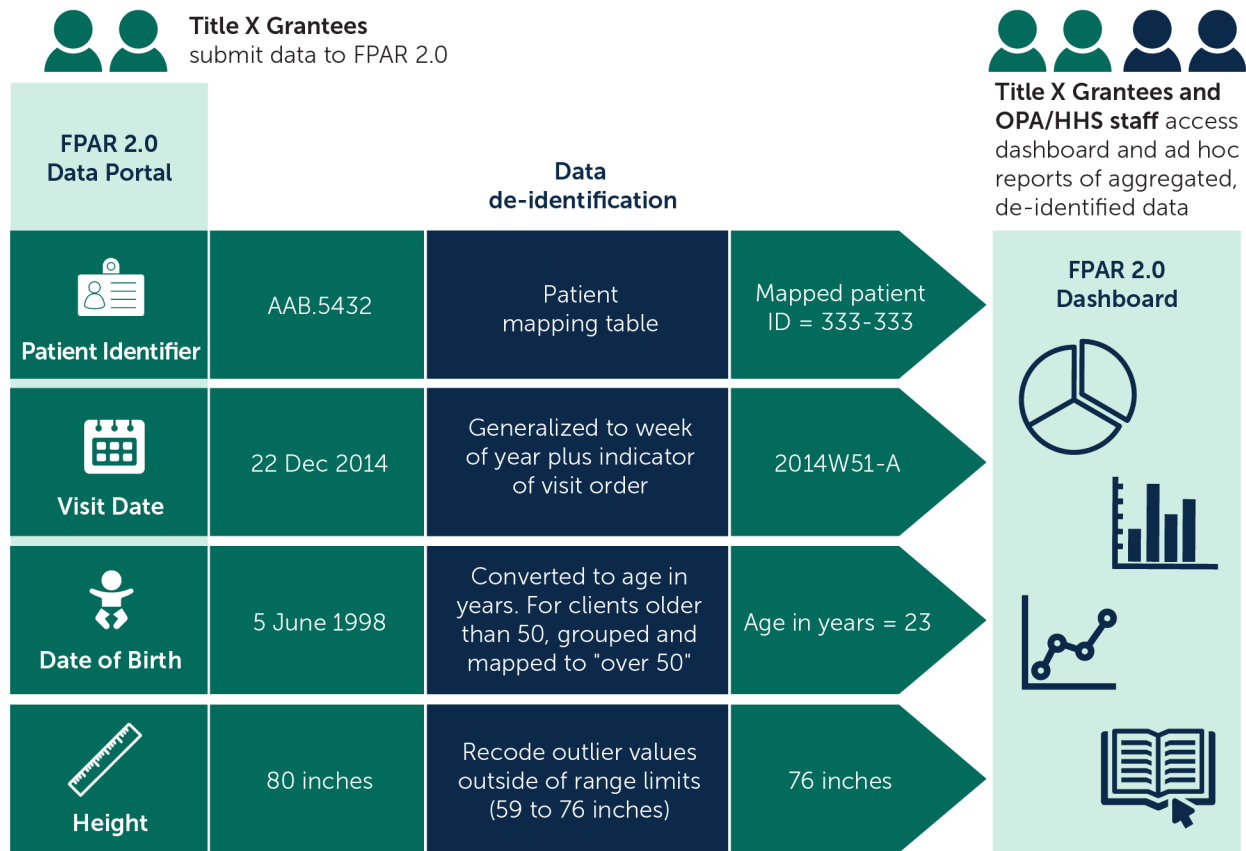 Title X Grantees
submit data to FPAR 2.0
Title X Grantees and
OPA/HHS staff access
dashboard and ad hoc
reports of aggregated,
de-identified data
FPAR 2.0
Data Portal
Data
de-identification
Patient Identifier
AAB.5432
Patient
mapping table
Mapped patient
ID = 333-333
FPAR 2.0
Dashboard
Visit Date
22 Dec 2014
Generalized to week
of year plus indicator
of visit order
2014W51-A
Date of Birth
5 June 1998
Converted to age in
years. For clients older
than 50, grouped and
mapped to "over 50"
Age in years = 23
Height
80 inches
Recode outlier values
outside of range limits
(59 to 76 inches)
76 inches